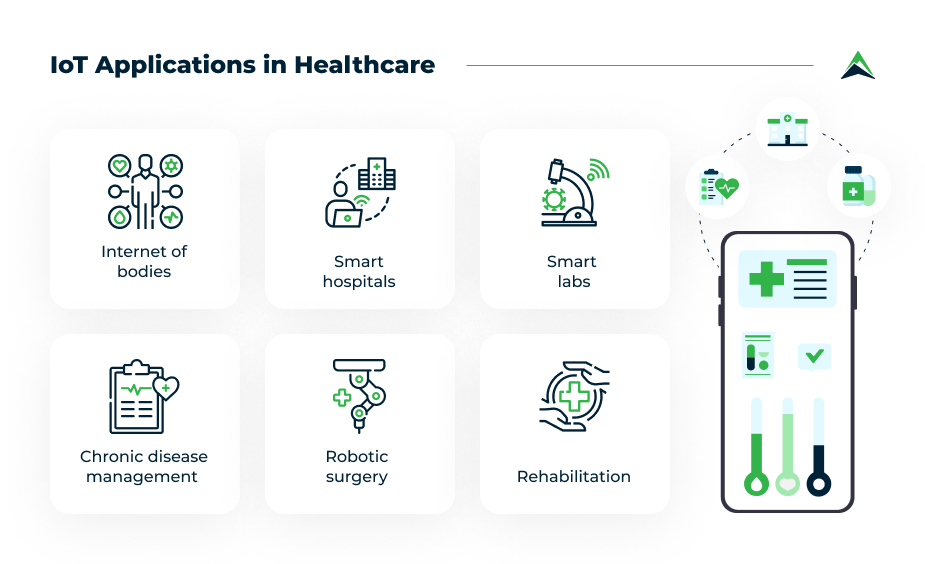 IoT Applications in Healthcare
Internet of
bodies
Smart
hospitals
Smart
labs
Chronic disease
management
Robotic
surgery
Rehabilitation